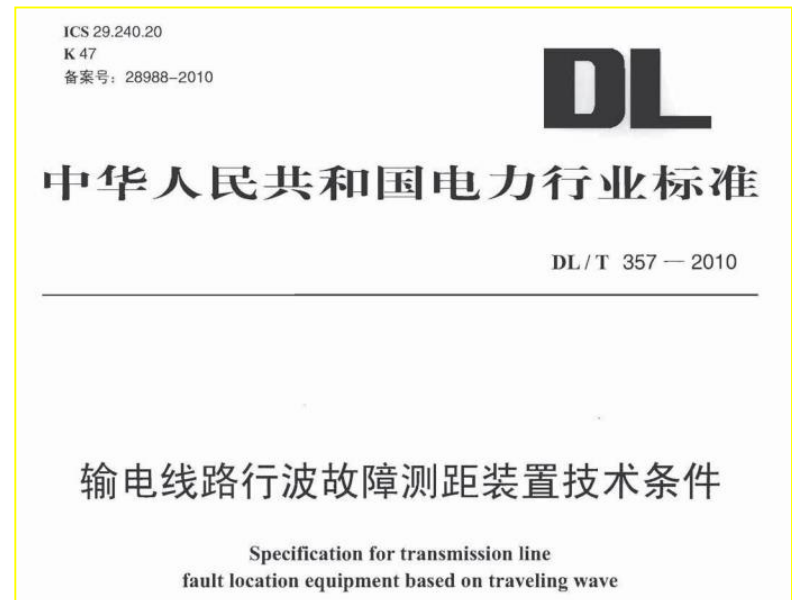 ICS 29.240.20
K 47
备案号：28988-2010
DL
中华人民共和国电力行业标准
DL/T 357 — 2010
输电线路行波故障测距装置技术条件
Specification for transmission line
fault location equipment based on traveling wave